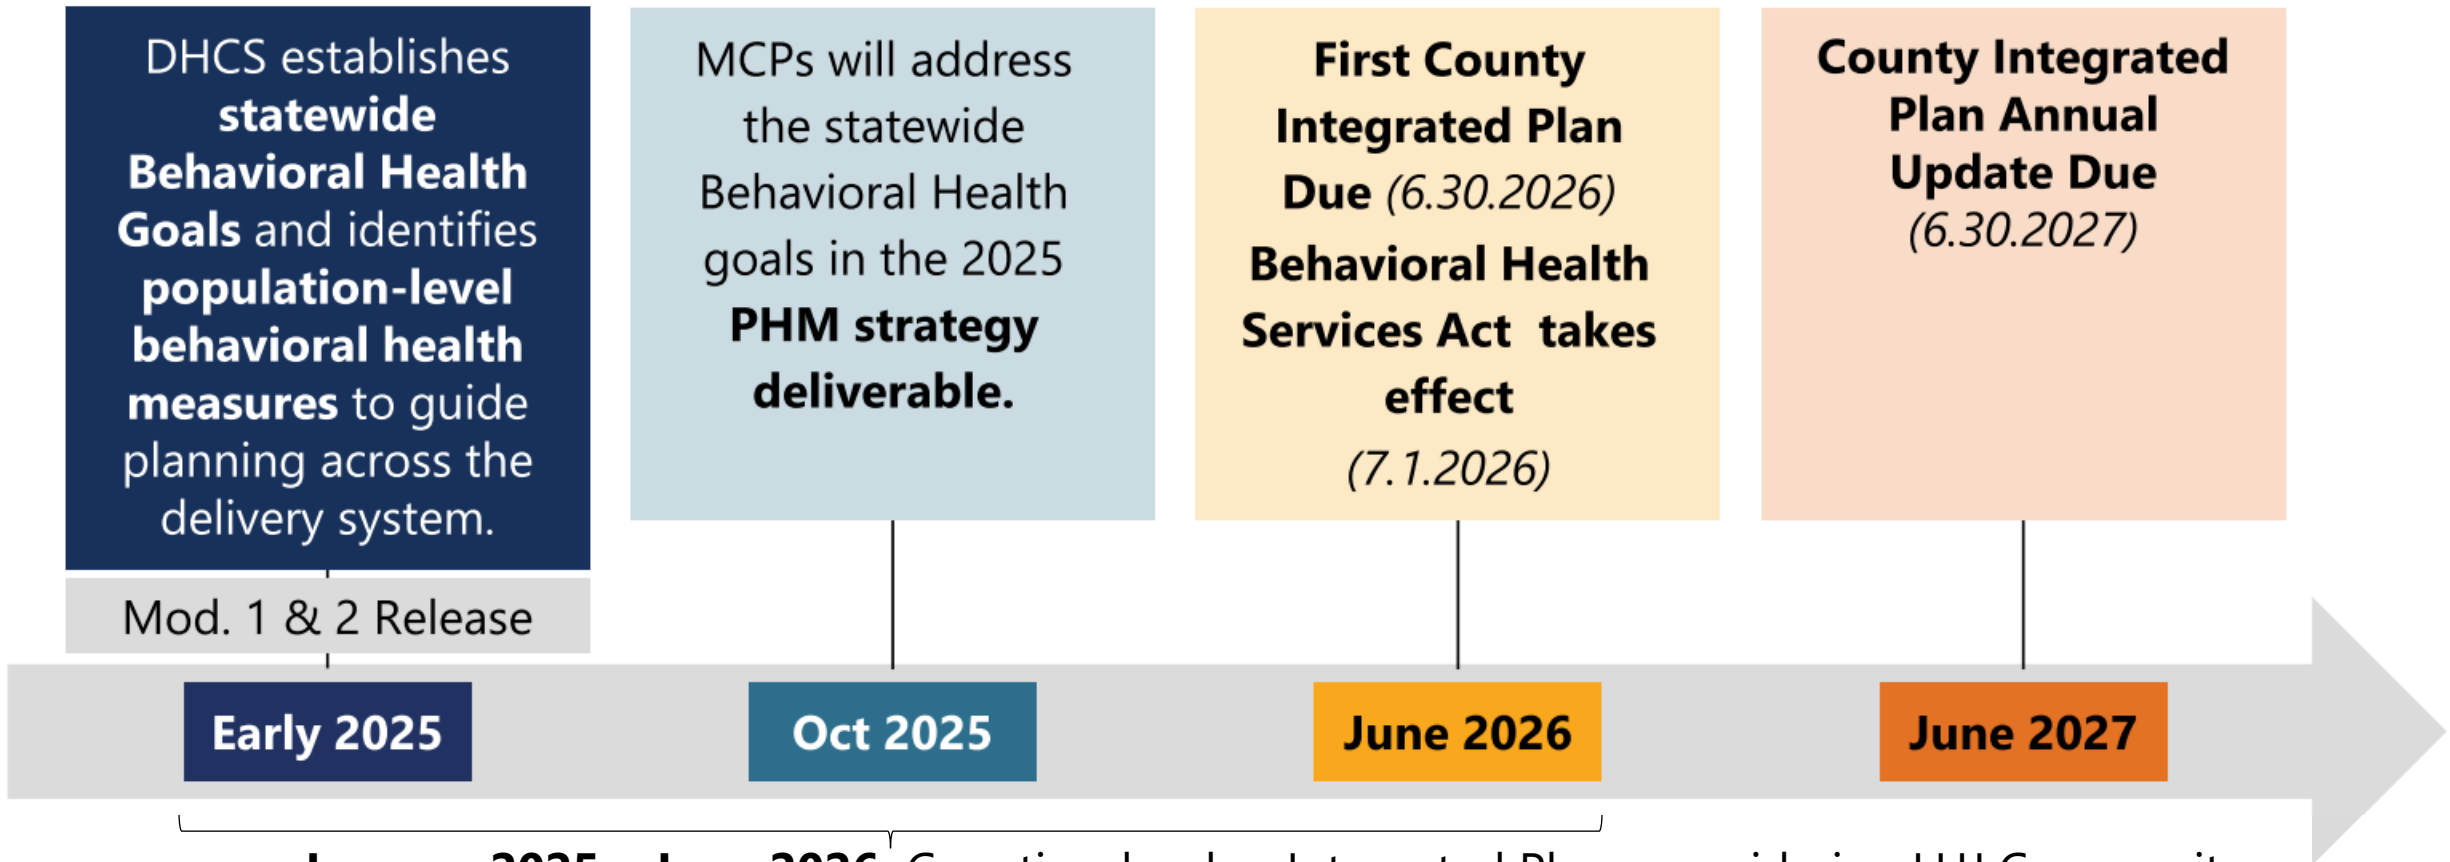 DHCS establishes
statewide
Behavioral Health
Goals and identifies
population-level
behavioral health
measures to guide
planning across the
delivery system.
Mod. 1 & 2 Release
MCPs will address
the statewide
Behavioral Health
goals in the 2025
PHM strategy
deliverable.
First County
Integrated Plan
Due (6.30.2026)
Behavioral Health
Services Act  takes
effect
(7.1.2026)
County Integrated
Plan Annual
Update Due
(6.30.2027)
Early 2025
Oct 2025
June 2026
June 2027
2025 2026